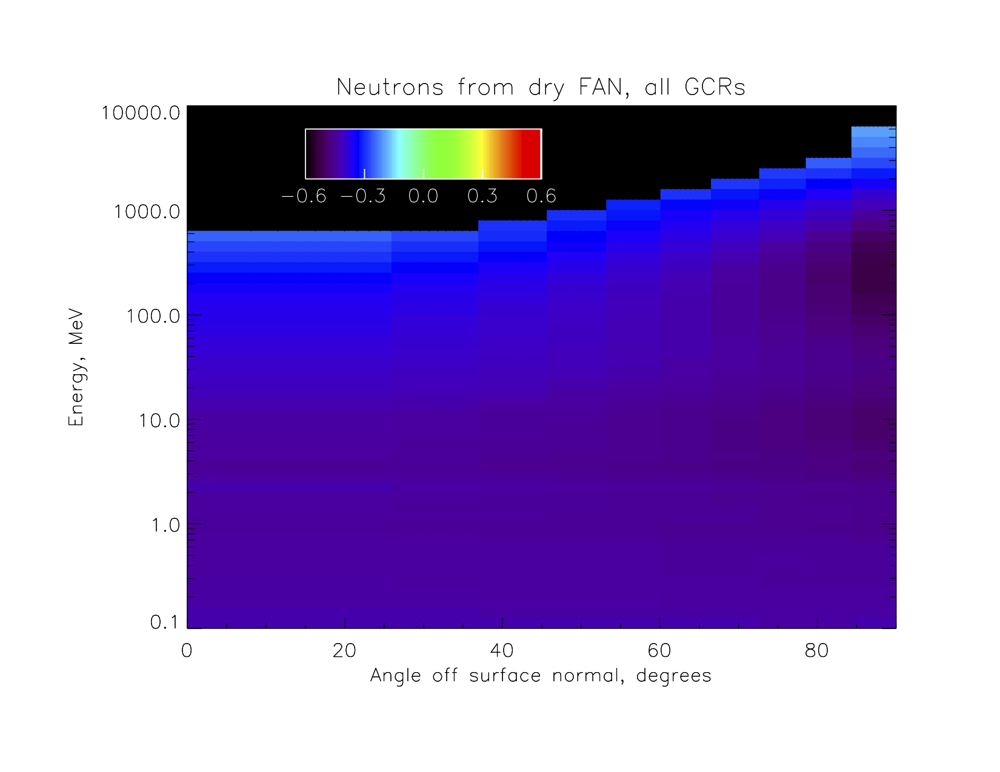 Neutrons from dry FAN, all GCRs
10000.0
−0.6 −0.3 0.0 0.3 0.6
1000.0
100.0
Energy, MeV
10.0
1.0
0.1
0 20 40 60 80
Angle off surface normal, degrees